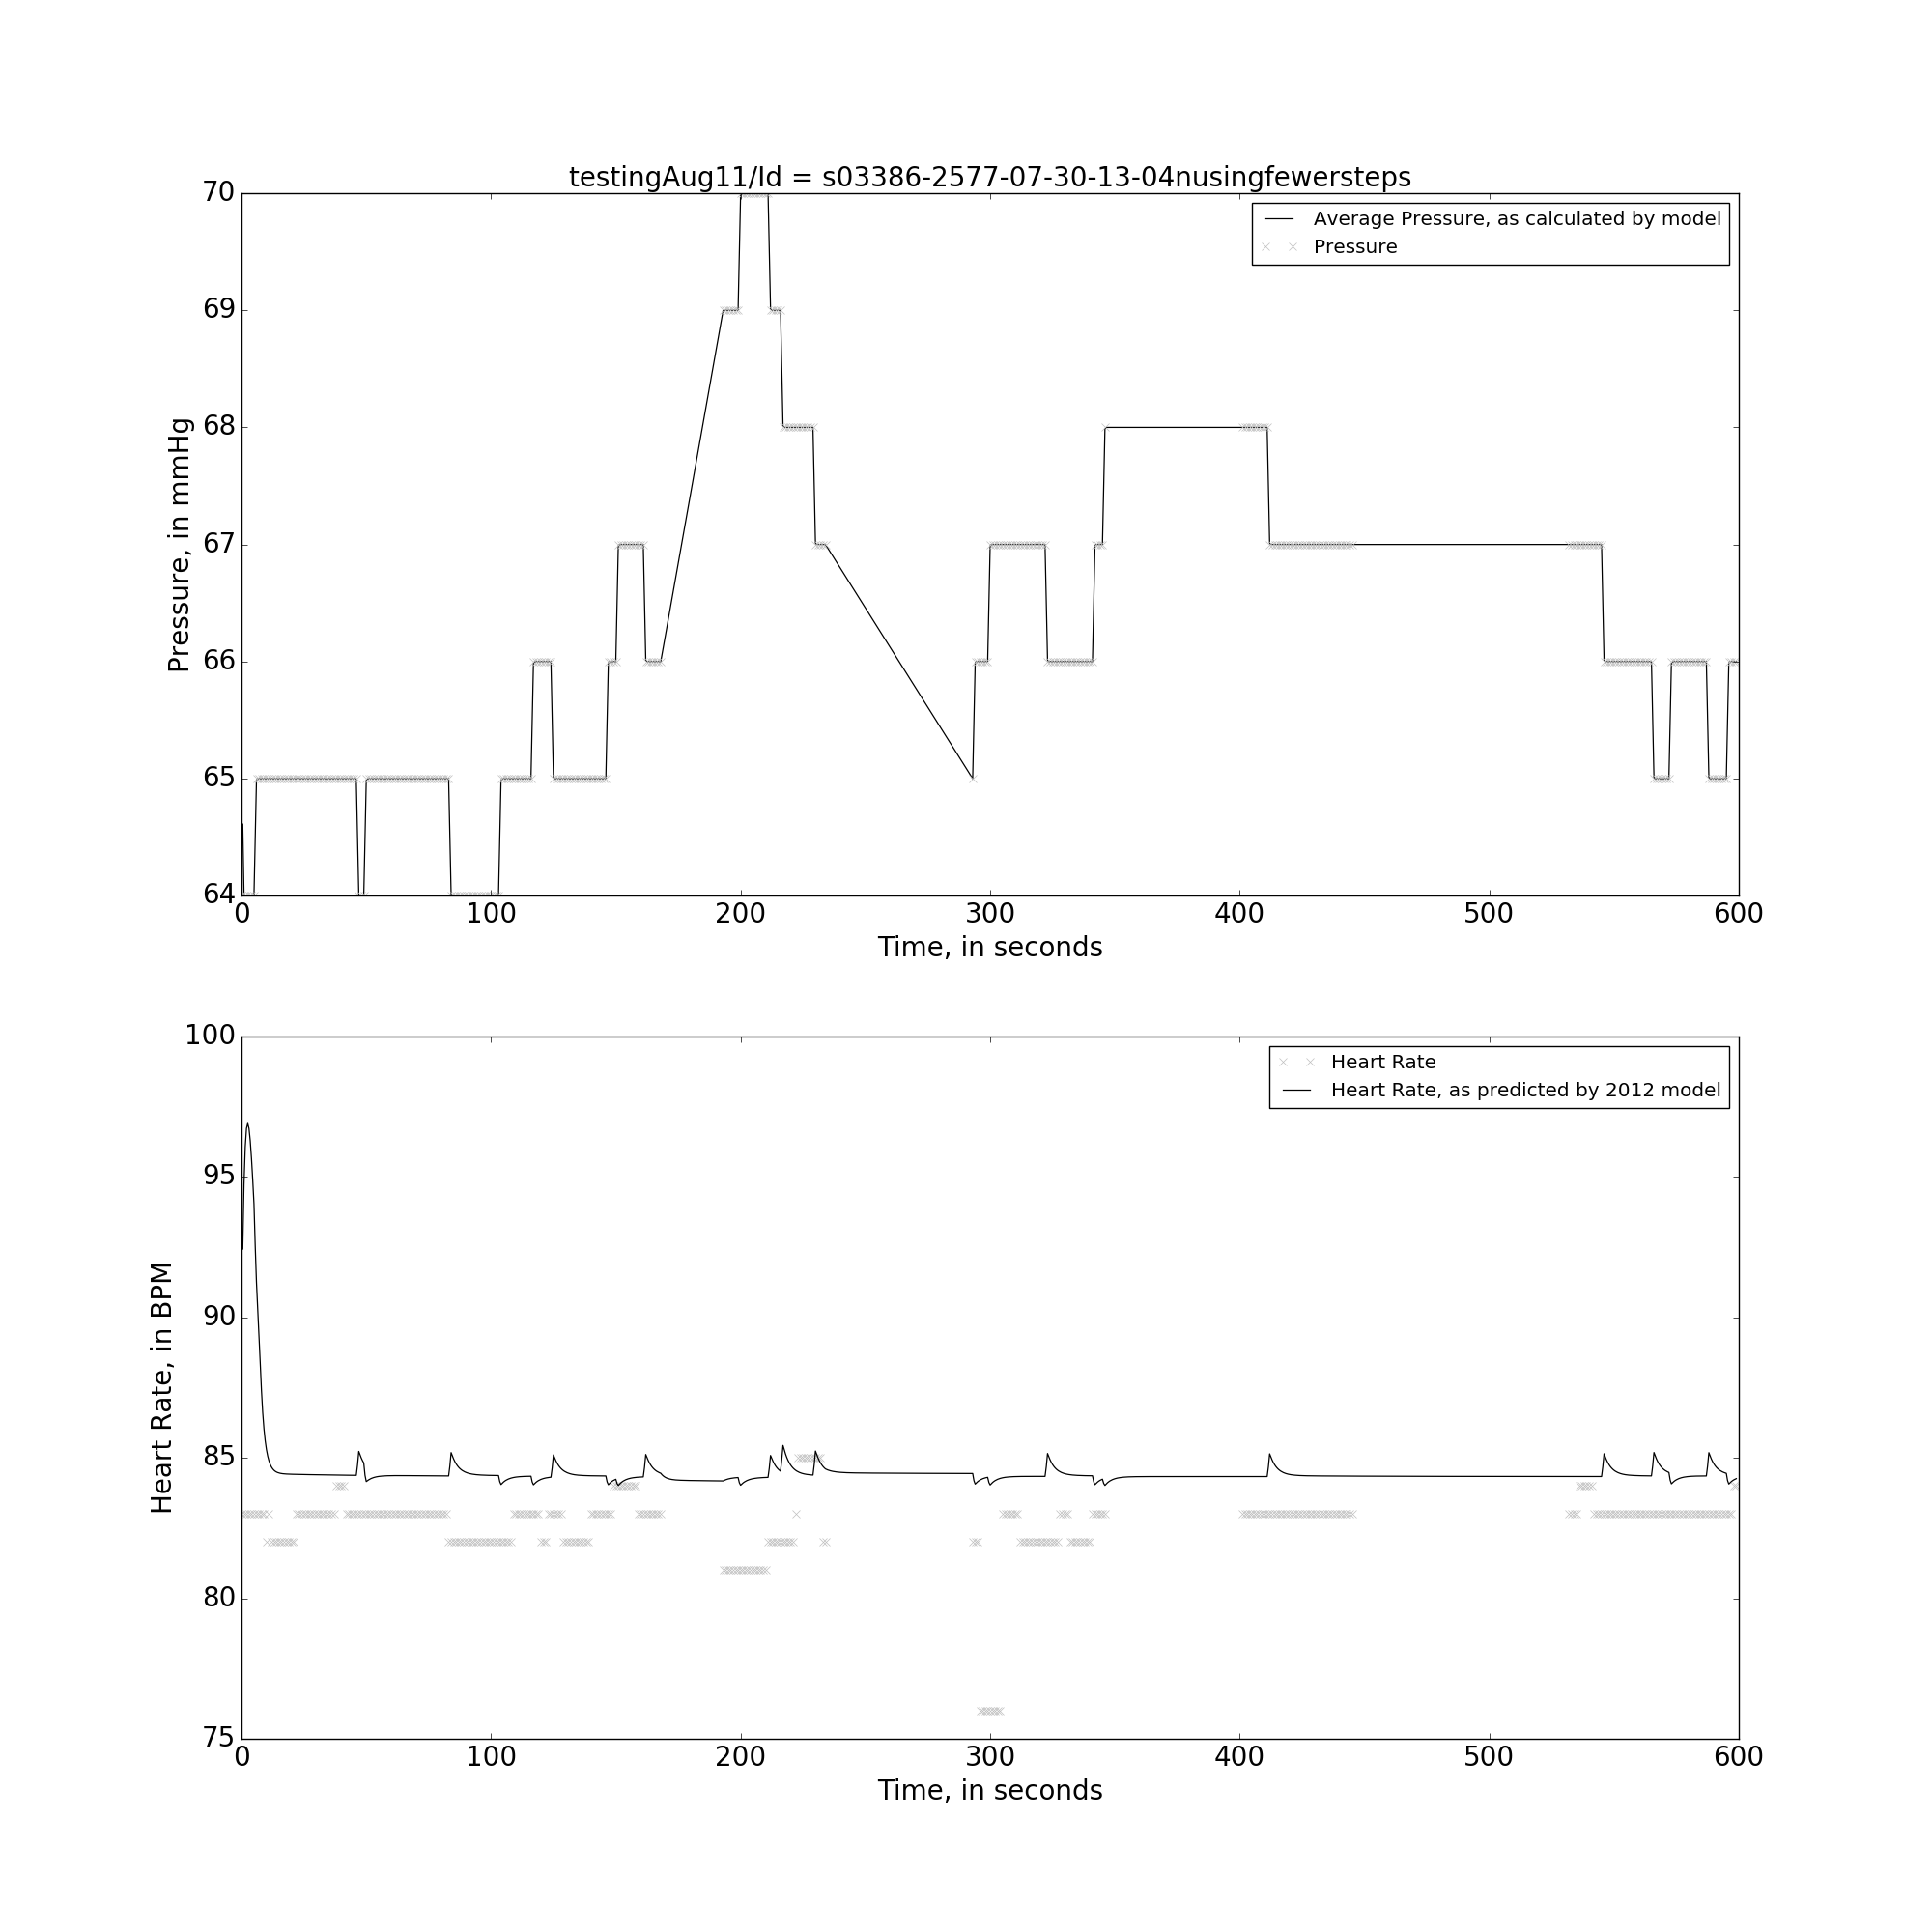 testingAug11/Id = s03386-2577-07-30-13-04nusingfewersteps
70
69
68
67
66
65
64
Pressure, in mmHg
Average Pressure, as calculated by model
Pressure
0 100 200 300 400 500 600
Time, in seconds
100
95
90
85
80
75
Heart Rate, in BPM
Heart Rate
Heart Rate, as predicted by 2012 model
0 100 200 300 400 500 600
Time, in seconds